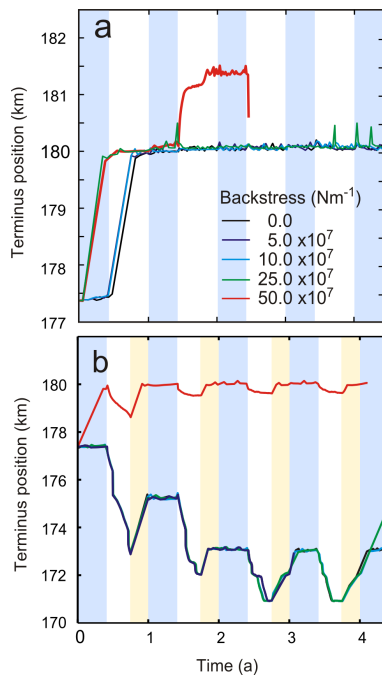 a
182
181
180
179
178
177
Terminus position (km)
Backstress (Nm⁻¹)
0.0
5.0 x10⁷
10.0 x10⁷
25.0 x10⁷
50.0 x10⁷
b
180
178
176
174
172
170
Terminus position (km)
0 1 2 3 4
Time (a)